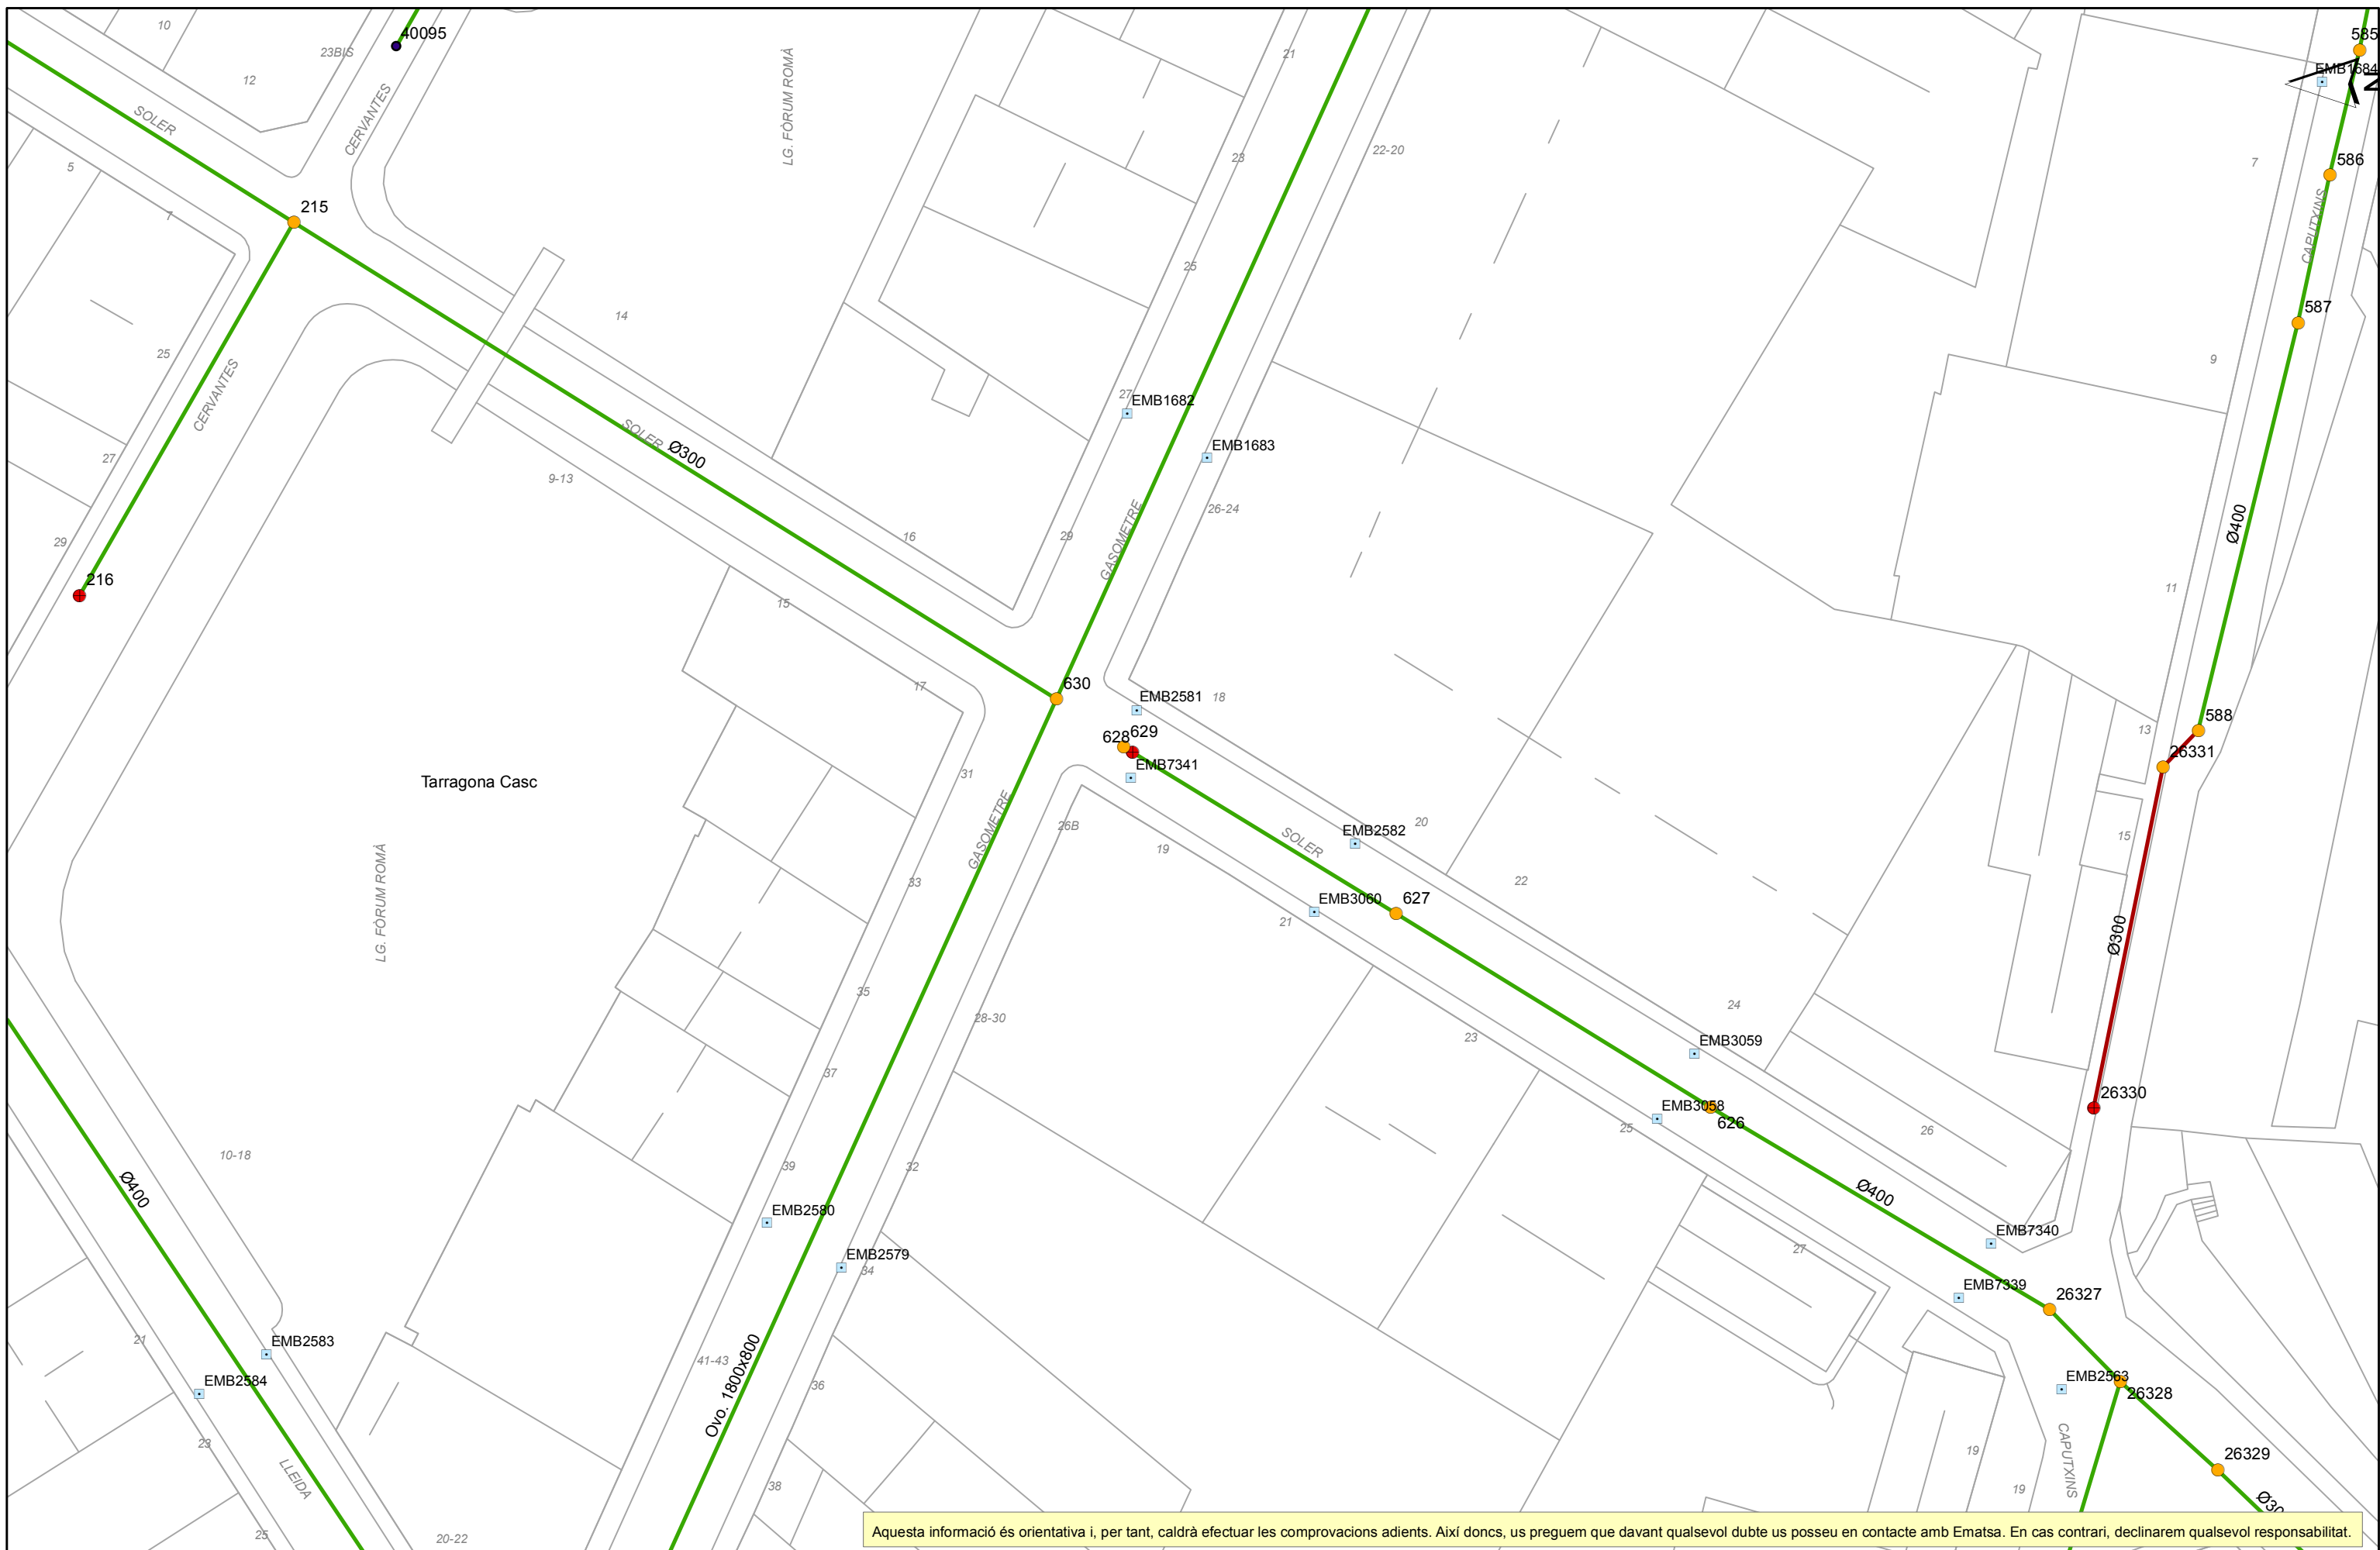 10
23BIS
40095
12
SOLER
CERVANTES
LG. FÒRUM ROMÀ
21
585
EMB1684
N
5
23
22-20
7
586
7
215
CAPUTXINS
25
587
14
25
CERVANTES
9
27
EMB1682
SOLER
Ø300
EMB1683
27
9-13
26-24
Ø400
29
16
29
GASOMETRE
216
15
11
17
630
EMB2581
18
588
13
628
629
26331
EMB7341
Tarragona Casc
31
GASOMETRE
26B
19
SOLER
EMB2582
20
15
LG. FÒRUM ROMÀ
33
22
EMB3060
627
21
Ø300
35
28-30
24
23
EMB3059
37
EMB3058
626
26330
25
26
10-18
39
32
Ø400
Ø400
EMB2580
EMB7340
27
EMB2579
34
EMB7339
26327
21
EMB2583
41-43
Ovo. 1800x800
EMB2584
36
EMB2563
26328
23
LLEIDA
CAPUTXINS
19
26329
38
19
Ø30
25
20-22
Aquesta informació és orientativa i, per tant, caldrà efectuar les comprovacions adients. Així doncs, us preguem que davant qualsevol dubte us posseu en contacte amb Ematsa. En cas contrari, declinarem qualsevol responsabilitat.